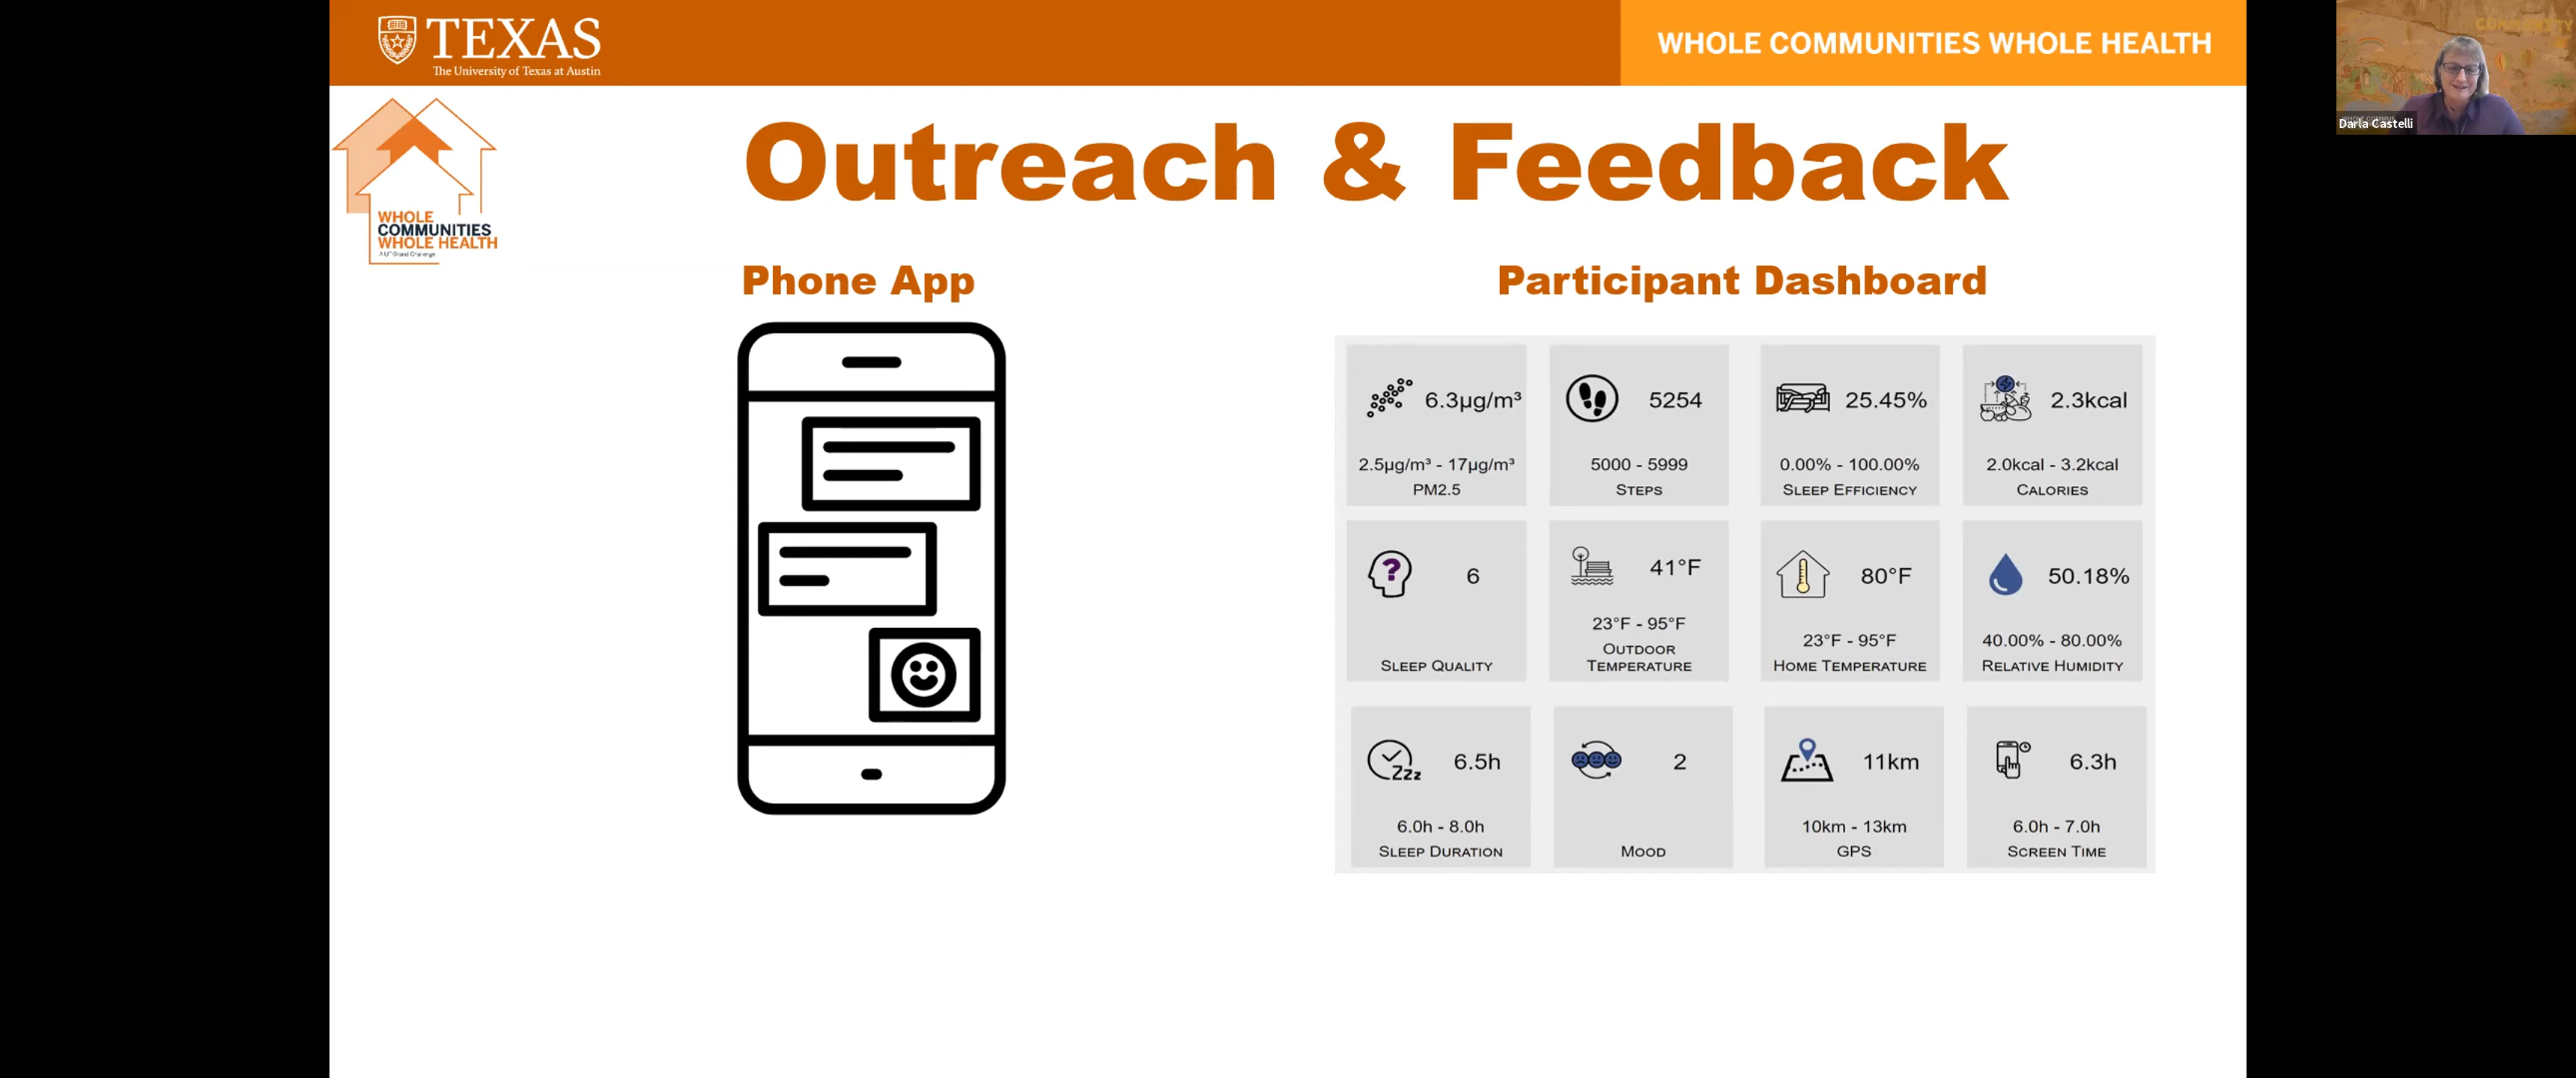 TEXAS
The University of Texas at Austin
WHOLE COMMUNITIES WHOLE HEALTH
Darla Castelli
WHOLE
COMMUNITIES
WHOLE HEALTH
A UT Grand Challenge
Outreach & Feedback
Phone App
Participant Dashboard
6.3µg/m³
2.5µg/m³ - 17µg/m³
PM2.5
5254
5000 - 5999
STEPS
25.45%
0.00% - 100.00%
SLEEP EFFICIENCY
2.3kcal
2.0kcal - 3.2kcal
CALORIES
?
6
SLEEP QUALITY
41°F
23°F - 95°F
OUTDOOR
TEMPERATURE
80°F
23°F - 95°F
HOME TEMPERATURE
50.18%
40.00% - 80.00%
RELATIVE HUMIDITY
zzz
6.5h
6.0h - 8.0h
SLEEP DURATION
2
MOOD
11km
10km - 13km
GPS
6.3h
6.0h - 7.0h
SCREEN TIME